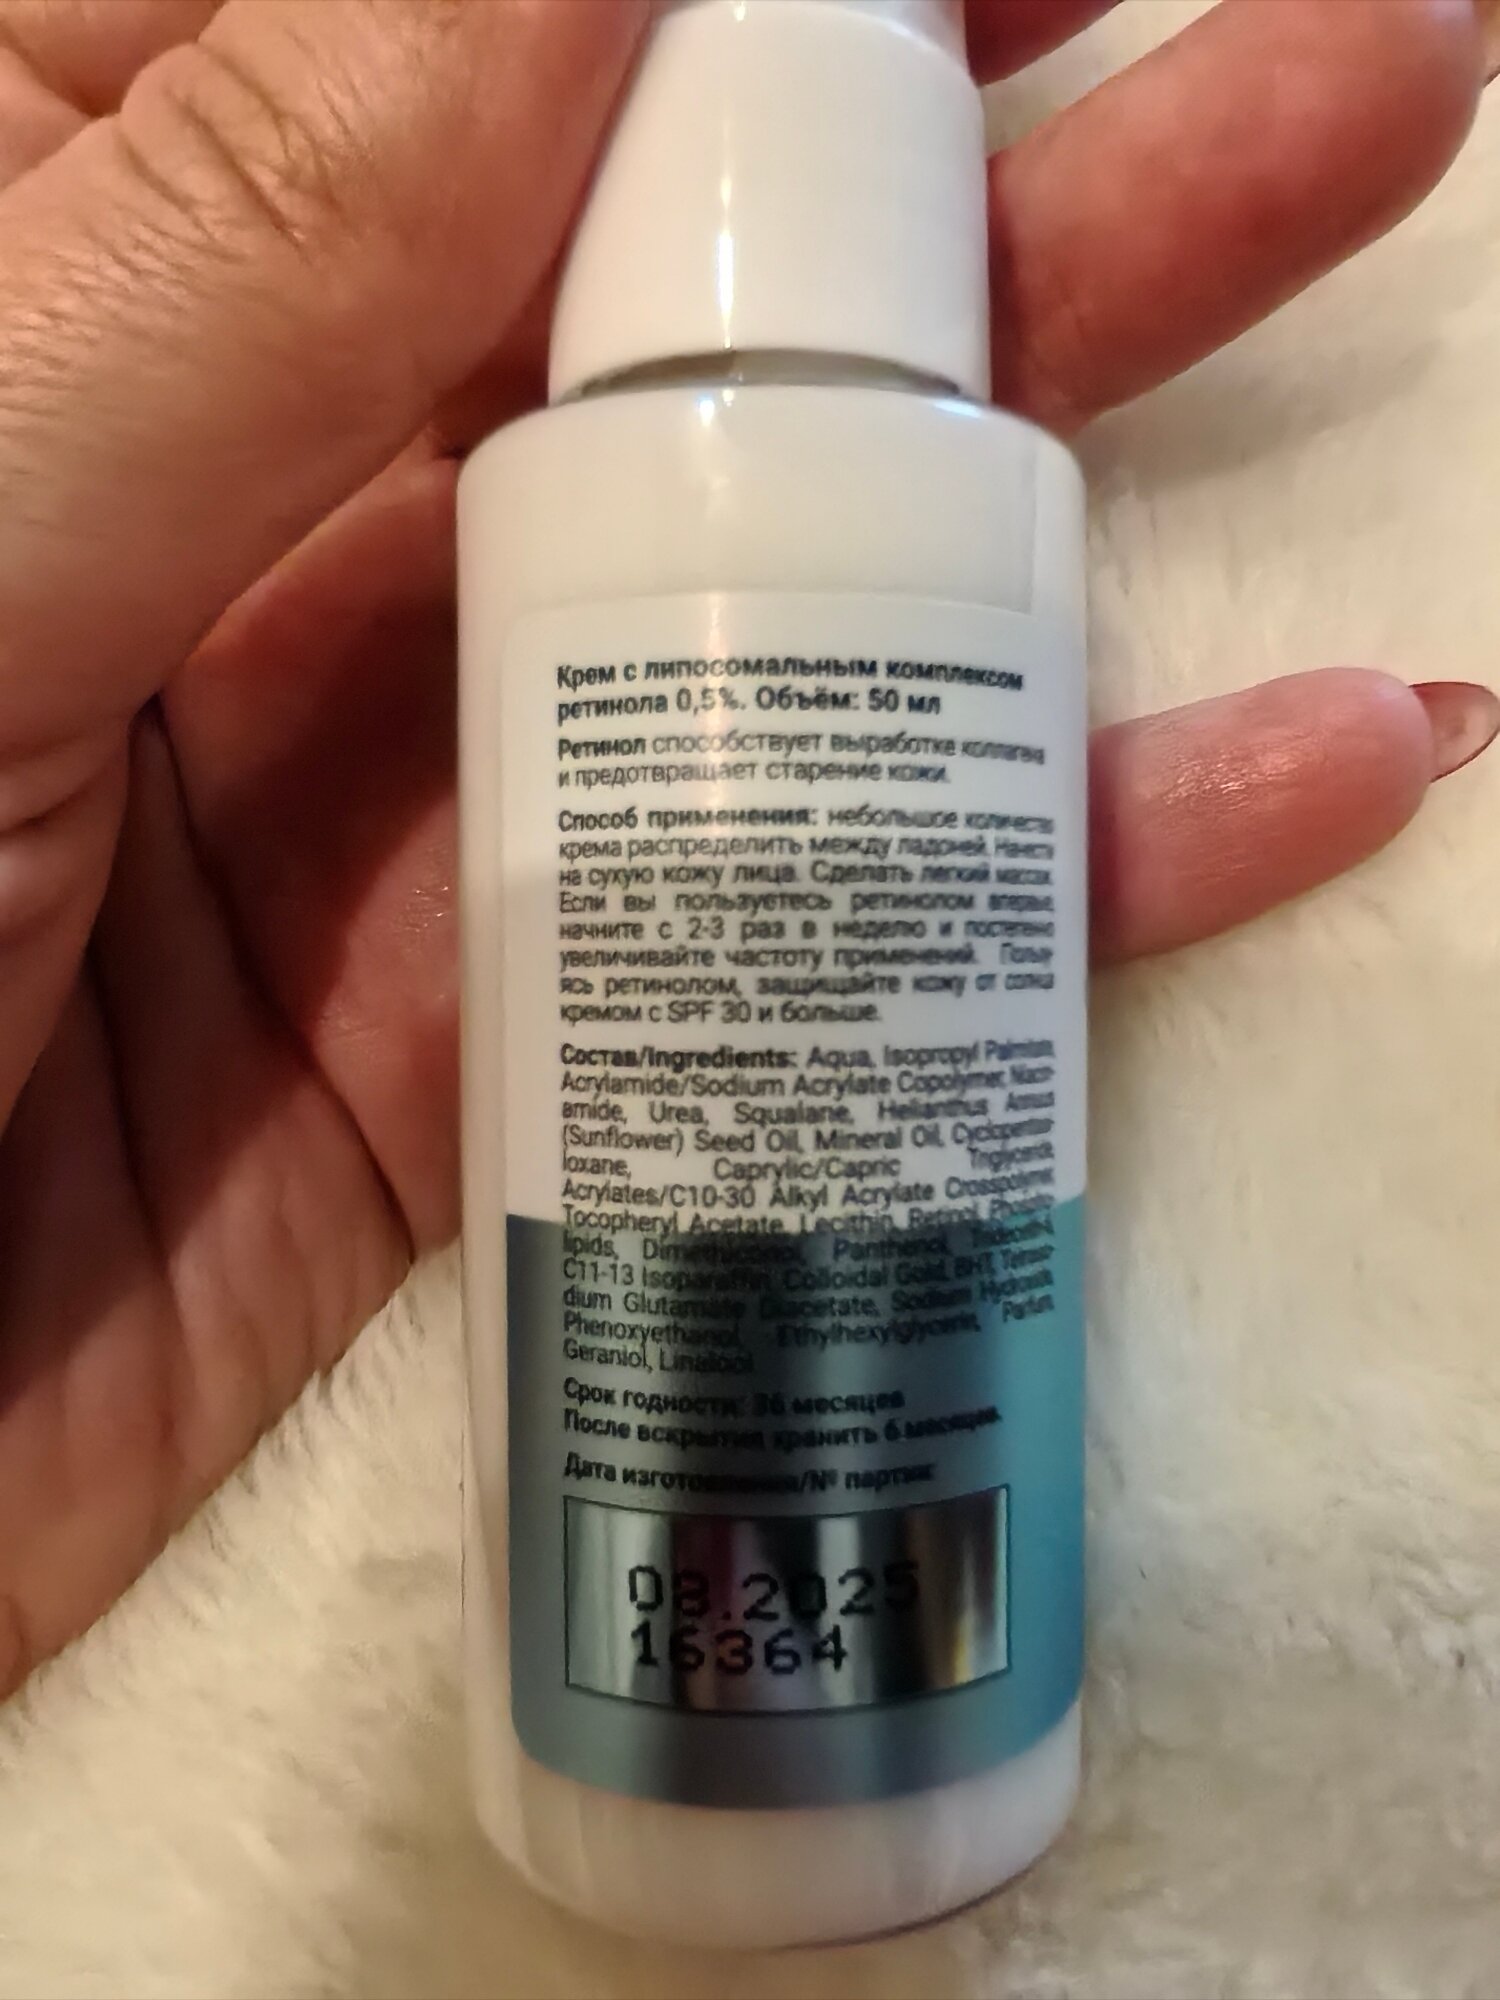 Крем с липосомальным комплексом
ретинола 0,5%. Объём: 50 мл
Ретинол способствует выработке коллагена
и предотвращает старение кожи.
Способ применения: небольшое количество
крема распределить между ладоней. Нанести
на сухую кожу лица. Сделать легкий массаж.
Если вы пользуетесь ретинолом впервые,
начните с 2-3 раз в неделю и постепенно
увеличивайте частоту применений. Пользу-
ясь ретинолом, защищайте кожу от солнца
кремом с SPF 30 и больше.
Состав/Ingredients: Aqua, Isopropyl Palmitate,
Acrylamide/Sodium Acrylate Copolymer, Niacin-
amide, Urea, Squalane, Helianthus Annuus
(Sunflower) Seed Oil, Mineral Oil, Cyclopentasi-
loxane, Caprylic/Capric Triglyceride,
Acrylates/C10-30 Alkyl Acrylate Crosspolymer,
Tocopheryl Acetate, Lecithin, Retinol, Phospho-
lipids, Dimethiconol, Panthenol, Trideceth-6,
C11-13 Isoparaffin, Colloidal Gold, BHT, Tetraso-
dium Glutamate Diacetate, Sodium
Phenoxyethanol, Ethylhexylglycerin, Parfum,
Geraniol, Linalool
Срок годности: 36 месяцев
После вскрытия хранить 6 месяцев
Дата изготовления/№ партии:
08.2025
16364